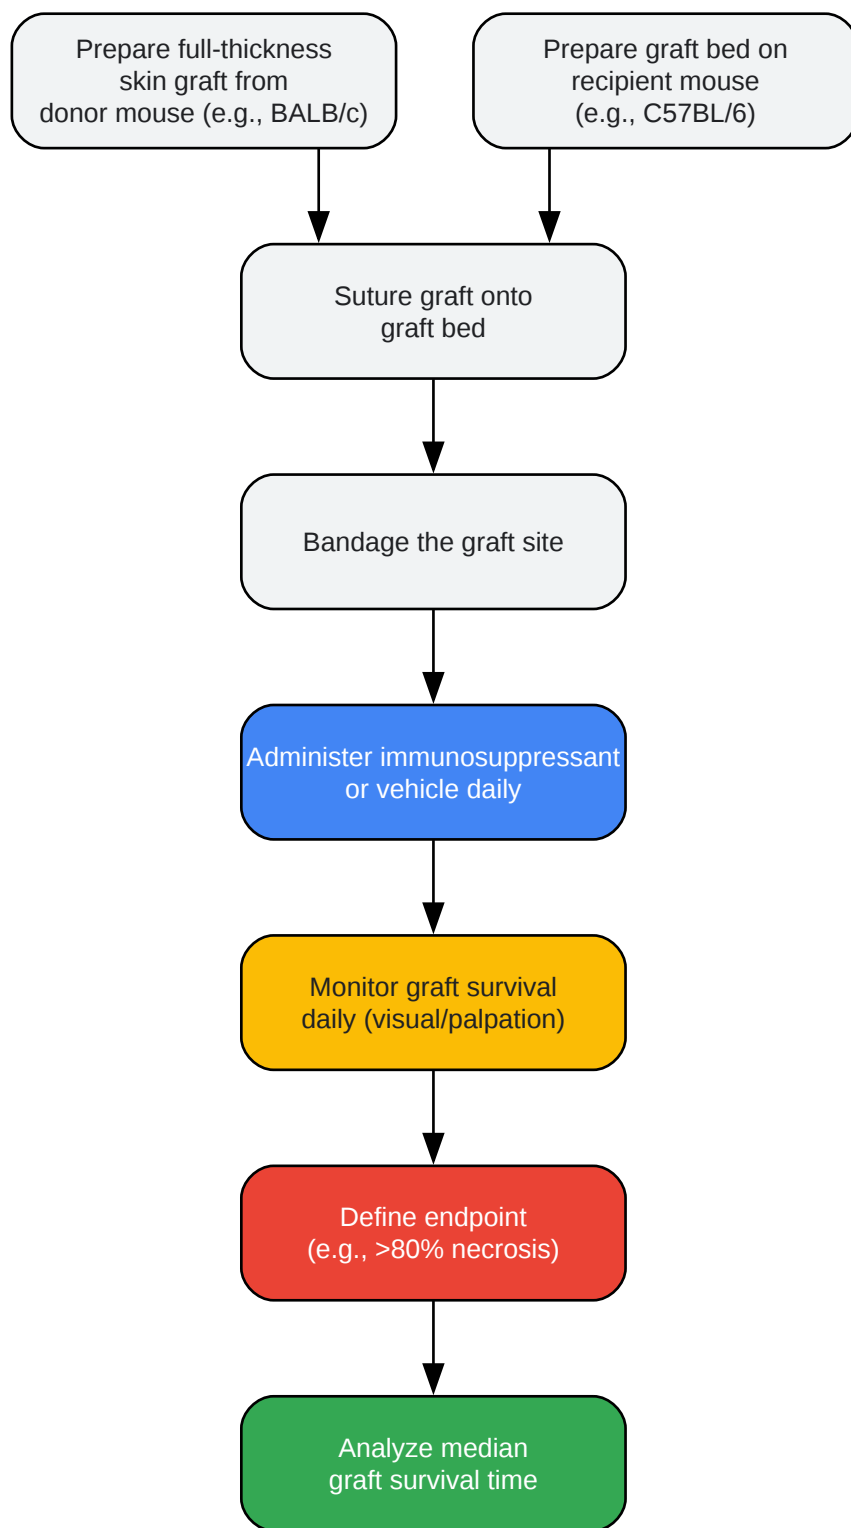 Prepare full-thickness
skin graft from
donor mouse (e.g., BALB/c)
Prepare graft bed on
recipient mouse
(e.g., C57BL/6)
Suture graft onto
graft bed
Bandage the graft site
Administer immunosuppressant
or vehicle daily
Monitor graft survival
daily (visual/palpation)
Define endpoint
(e.g., >80% necrosis)
Analyze median
graft survival time